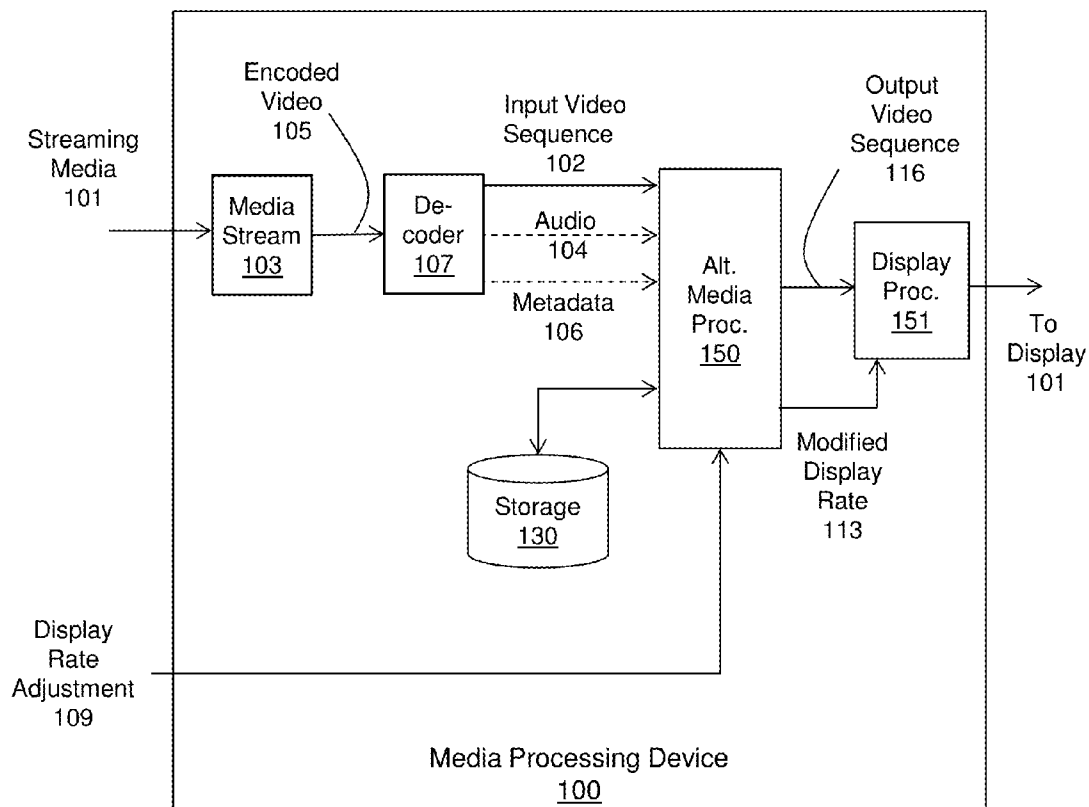 Encoded
Video
105
Input Video
Sequence
102
Output
Video
Sequence
116
Streaming
Media
101
Media
Stream
103
De-
coder
107
Audio
104
Metadata
106
Alt.
Media
Proc.
150
Display
Proc.
151
To
Display
101
Modified
Display
Rate
113
Storage
130
Display
Rate
Adjustment
109
Media Processing Device
100